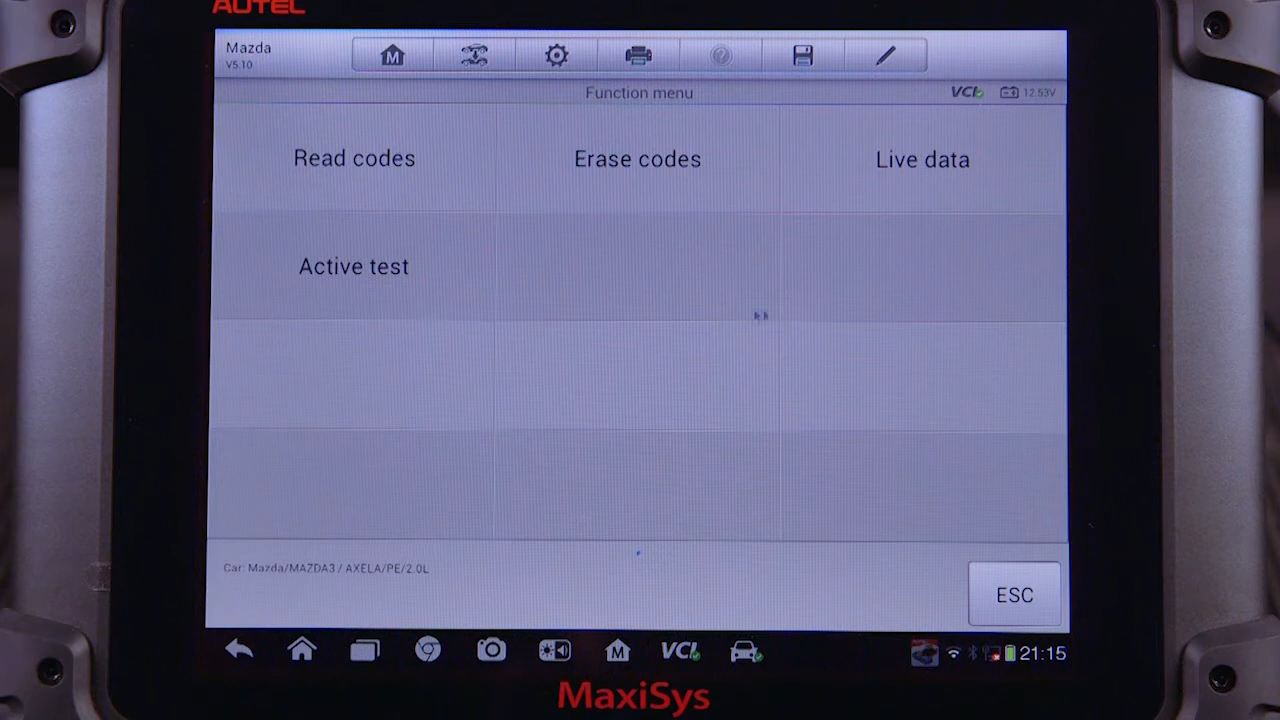 AUTEL
Mazda
V5.10
M
Function menu
VCI
12.53V
Read codes
Erase codes
Live data
Active test
Car: Mazda/MAZDA3 / AXELA/PE/2.0L
ESC
M
VCI
21:15
MaxiSys